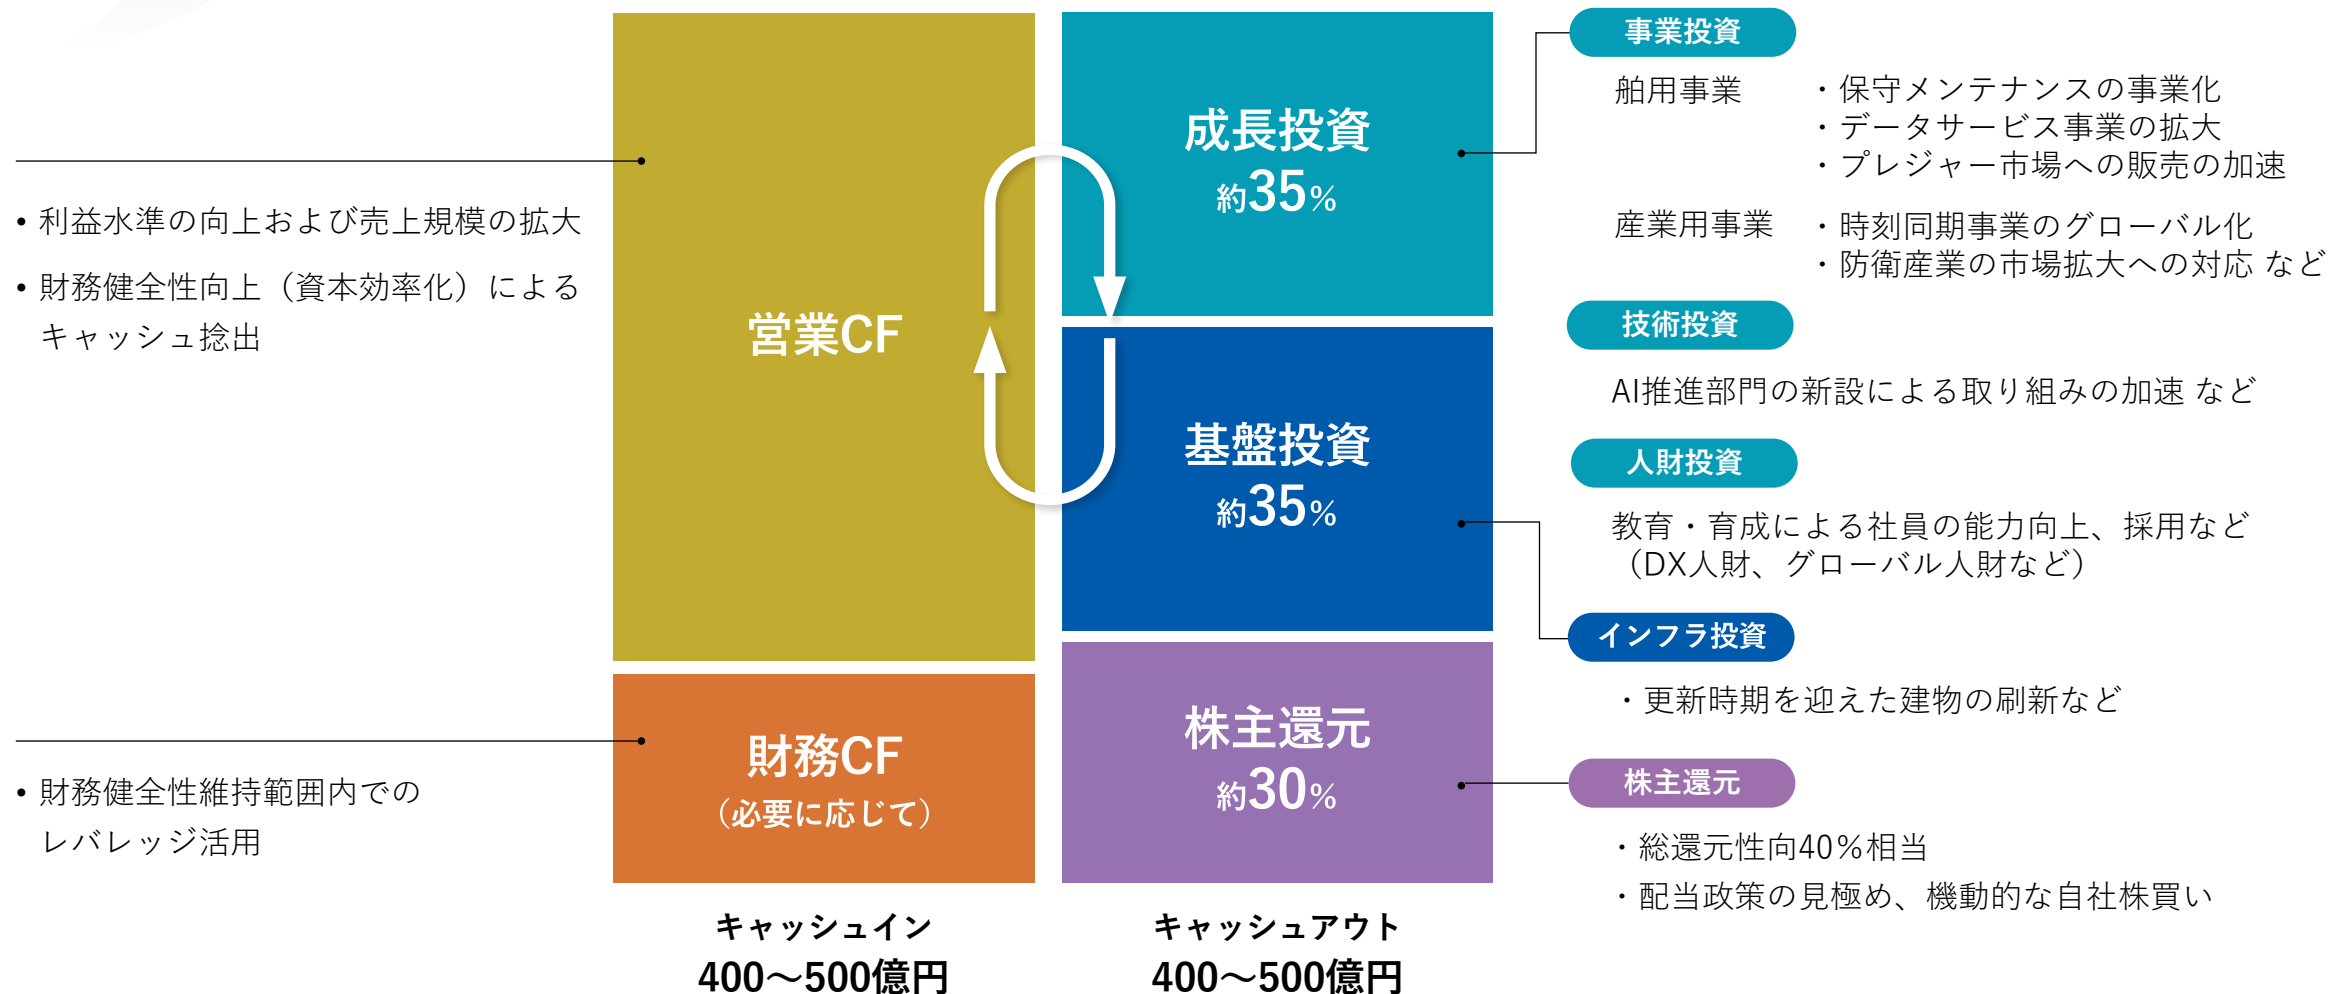 • 利益水準の向上および売上規模の拡大
• 財務健全性向上（資本効率化）による
キャッシュ捻出
• 財務健全性維持範囲内での
レバレッジ活用
営業CF
財務CF
（必要に応じて）
キャッシュイン
400～500億円
成長投資
約35%
基盤投資
約35%
株主還元
約30%
キャッシュアウト
400～500億円
事業投資
舶用事業 ・保守メンテナンスの事業化
・データサービス事業の拡大
・プレジャー市場への販売の加速
産業用事業 ・時刻同期事業のグローバル化
・防衛産業の市場拡大への対応 など
技術投資
AI推進部門の新設による取り組みの加速 など
人財投資
教育・育成による社員の能力向上、採用など
（DX人財、グローバル人財など）
インフラ投資
・更新時期を迎えた建物の刷新など
株主還元
・総還元性向40％相当
・配当政策の見極め、機動的な自社株買い